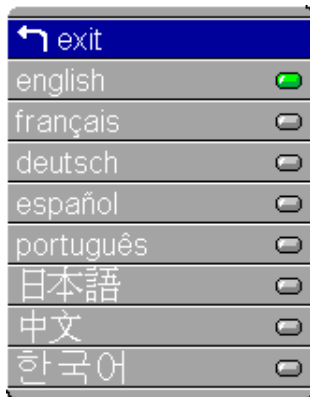 exit
english
français
deutsch
español
português
日本語
中文
한국어